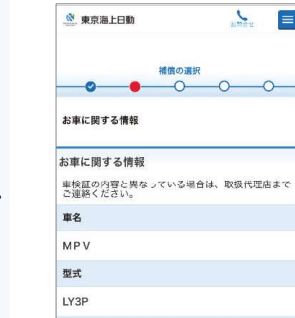 東京海上日動
お問合せ
補償の選択
お車に関する情報
お車に関する情報
車検証の内容と異なっている場合は、取扱代理店まで
ご連絡ください。
車名
MPV
型式
LY3P